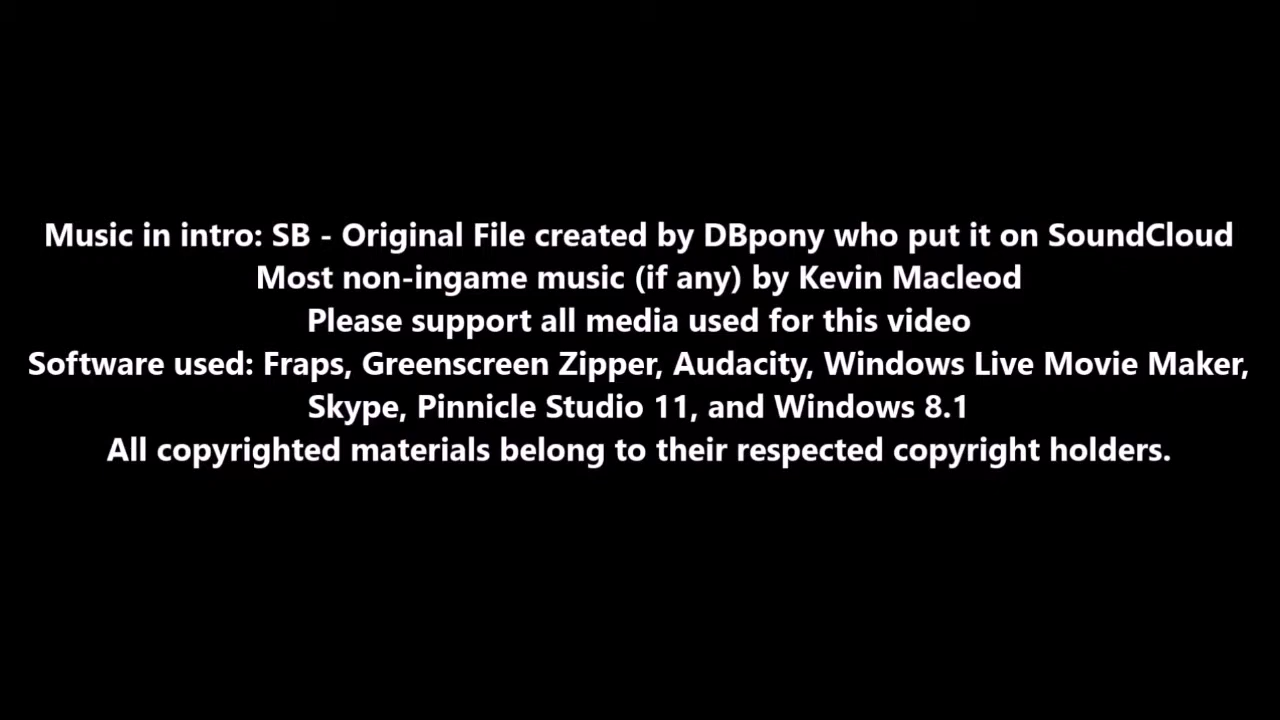 Music in intro: SB - Original File created by DBpony who put it on SoundCloud
Most non-ingame music (if any) by Kevin Macleod
Please support all media used for this video
Software used: Fraps, Greenscreen Zipper, Audacity, Windows Live Movie Maker,
Skype, Pinnicle Studio 11, and Windows 8.1
All copyrighted materials belong to their respected copyright holders.